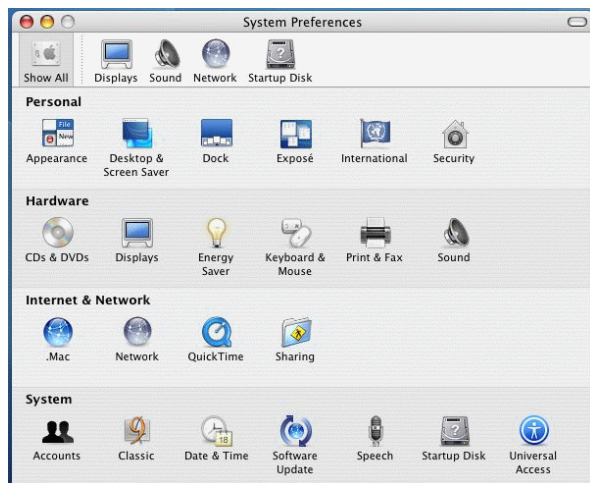 System Preferences
Show All Displays Sound Network Startup Disk
Personal
File
New
Appearance Desktop & Screen Saver Dock Exposé International Security
Hardware
CDs & DVDs Displays Energy Saver Keyboard & Mouse Print & Fax Sound
Internet & Network
.Mac Network QuickTime Sharing
System
18
Accounts Classic Date & Time Software Update Speech Startup Disk Universal Access